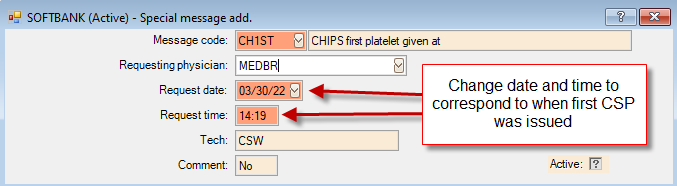 SOFTBANK (Active) - Special message add.
Message code: CH1ST CHIPS first platelet given at
Requesting physician: MEDBR
Request date: 03/30/22
Request time: 14:19
Change date and time to
correspond to when first CSP
was issued
Tech: CSW
Comment: No
Active: ?